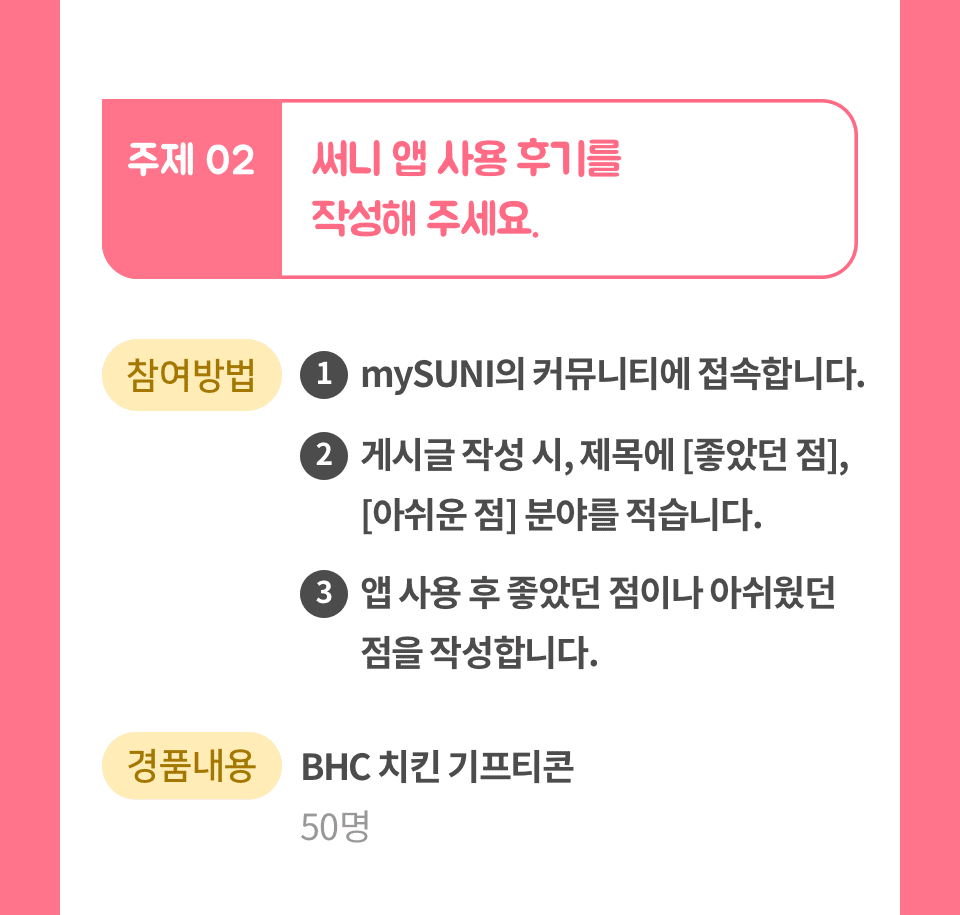 주제 02
써니 앱 사용 후기를
작성해 주세요.
참여방법
1 mySUNI의 커뮤니티에 접속합니다.
2 게시글 작성 시, 제목에 [좋았던 점],
[아쉬운 점] 분야를 적습니다.
3 앱 사용 후 좋았던 점이나 아쉬웠던
점을 작성합니다.
경품내용
BHC 치킨 기프티콘
50명